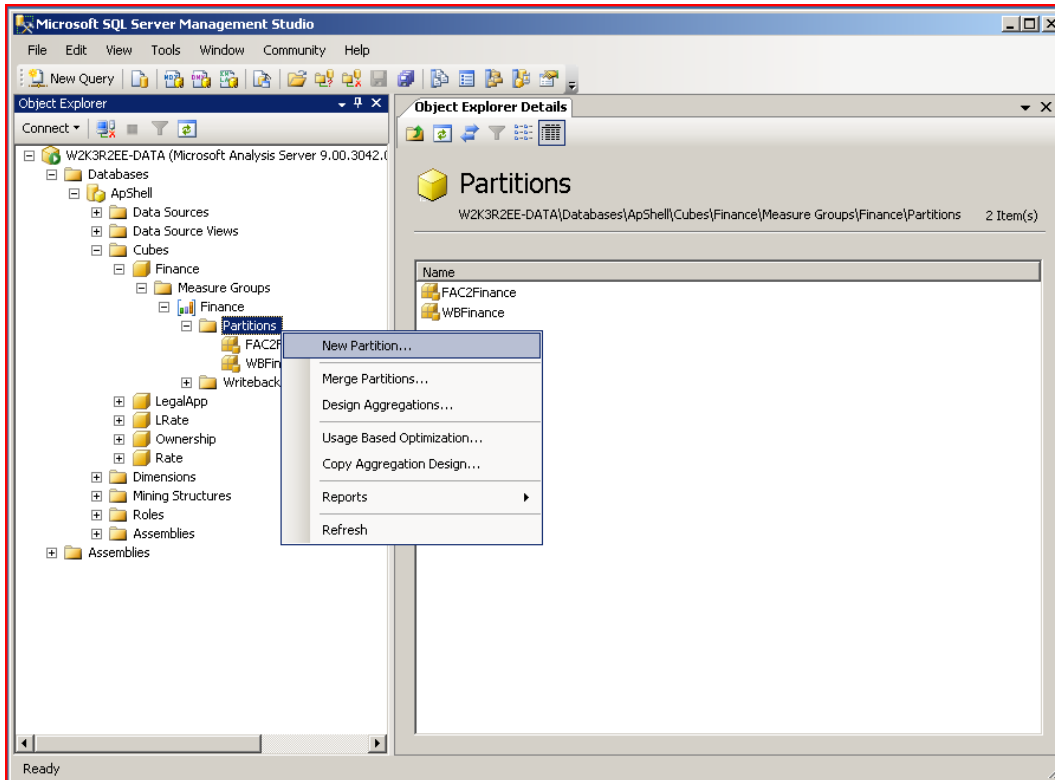 Microsoft SQL Server Management Studio
File Edit View Tools Window Community Help
New Query
Object Explorer
Connect
W2K3R2EE-DATA (Microsoft Analysis Server 9.00.3042.0
Databases
ApShell
Data Sources
Data Source Views
Cubes
Finance
Measure Groups
Finance
Partitions
FAC2F
WBFin
Writeback
LegalApp
LRate
Ownership
Rate
Dimensions
Mining Structures
Roles
Assemblies
Assemblies
New Partition...
Merge Partitions...
Design Aggregations...
Usage Based Optimization...
Copy Aggregation Design...
Reports
Refresh
Object Explorer Details
Partitions
W2K3R2EE-DATA\Databases\ApShell\Cubes\Finance\Measure Groups\Finance\Partitions 2 Item(s)
Name
FAC2Finance
WBFinance
Ready